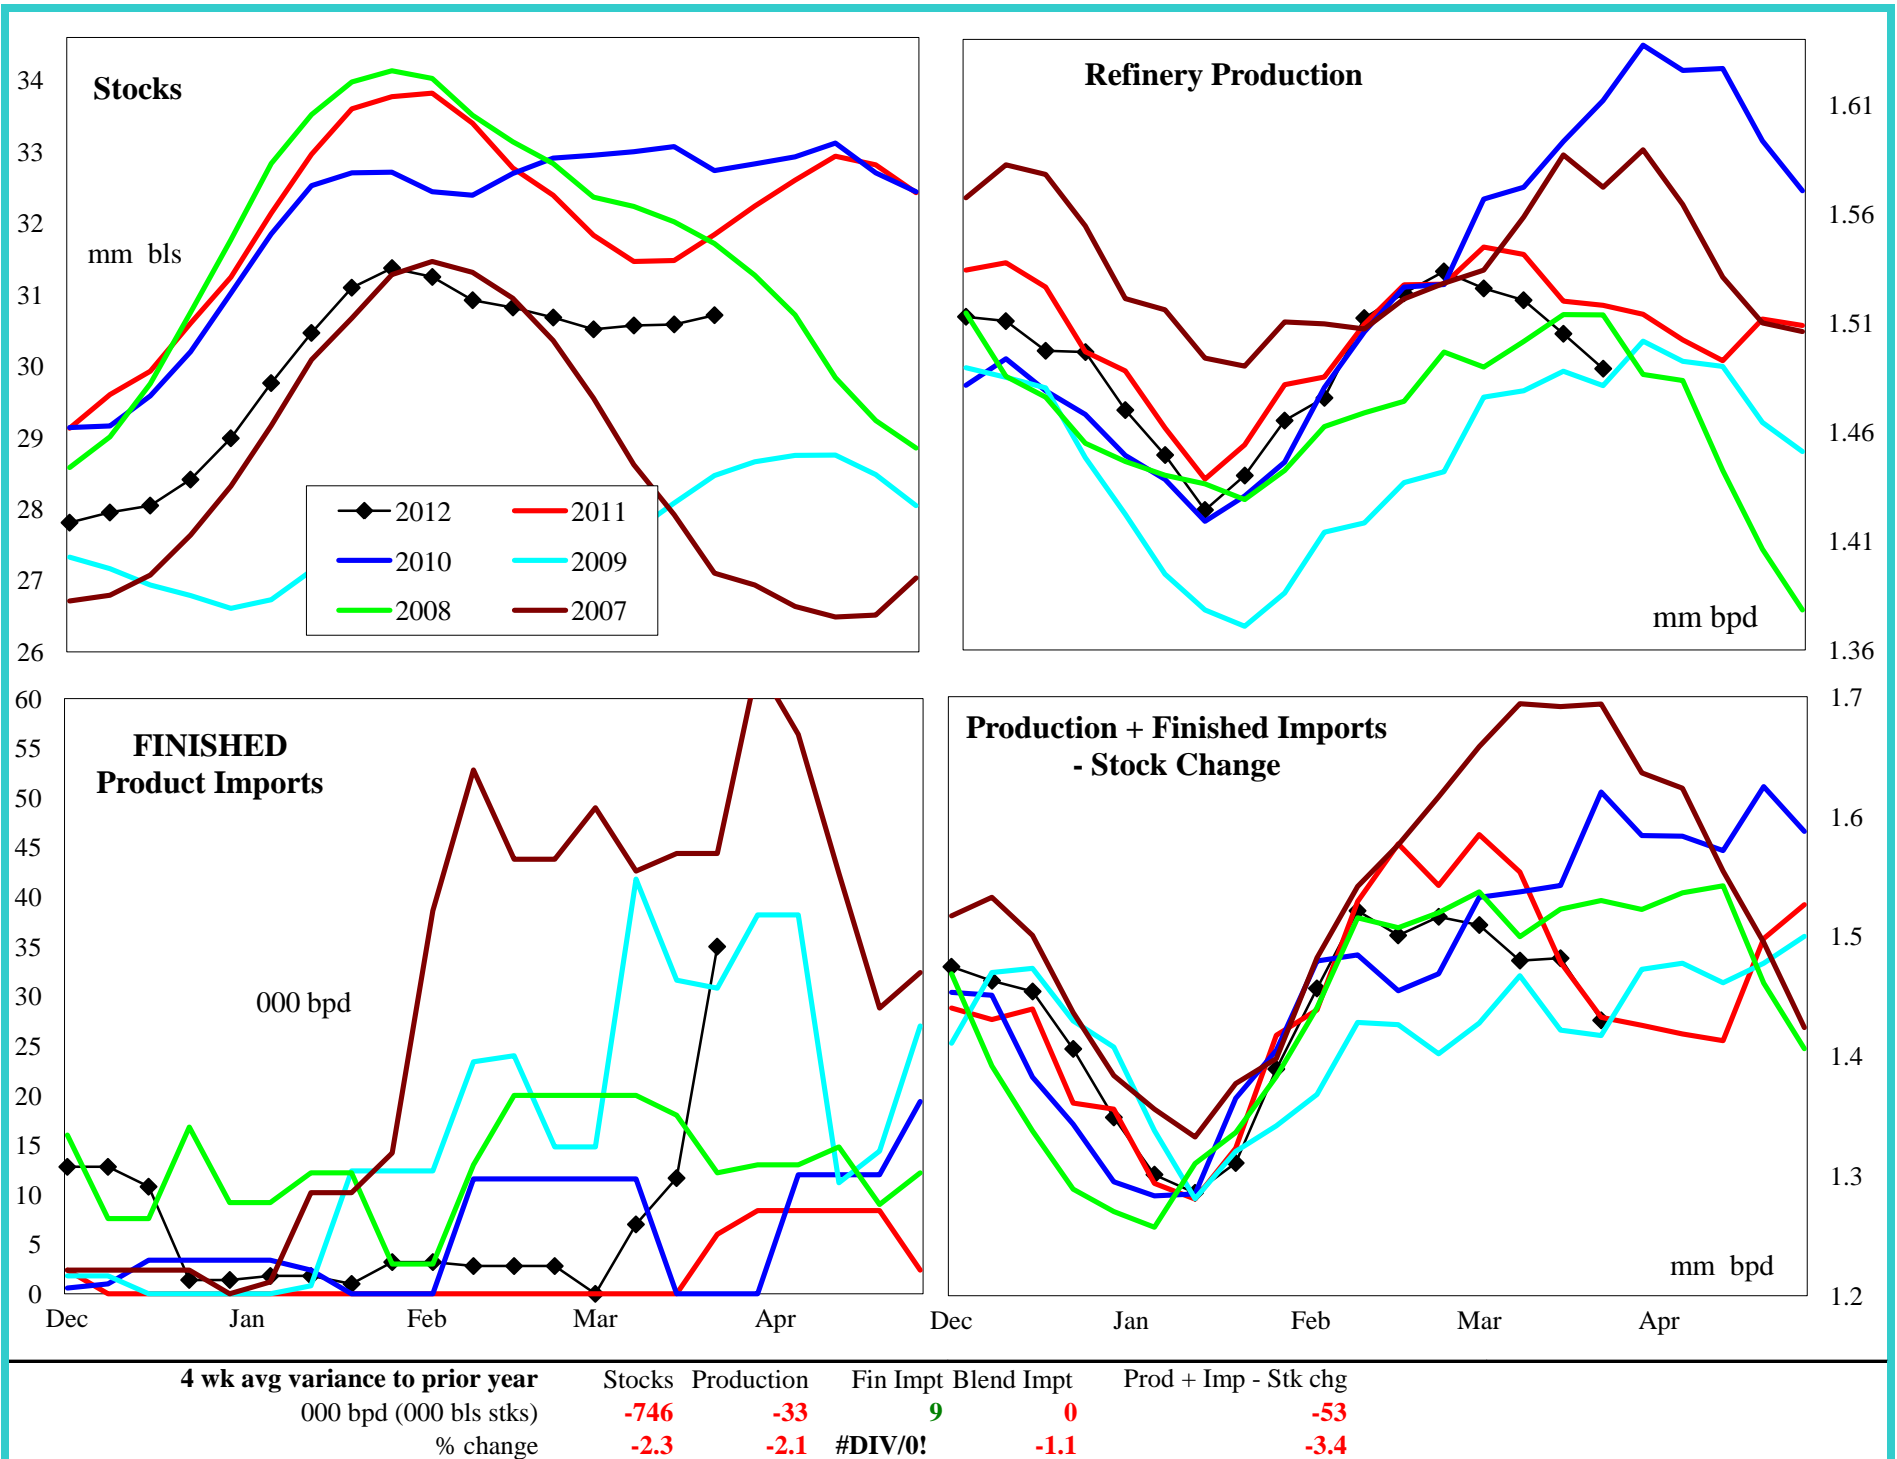 Stocks
mm bls
34
33
32
31
30
29
28
27
26
2012 2011
2010 2009
2008 2007
Refinery Production
mm bpd
1.61
1.56
1.51
1.46
1.41
1.36
FINISHED
Product Imports
000 bpd
60
55
50
45
40
35
30
25
20
15
10
5
0
Dec Jan Feb Mar Apr
Production + Finished Imports
- Stock Change
mm bpd
1.7
1.6
1.5
1.4
1.3
1.2
Dec Jan Feb Mar Apr
4 wk avg variance to prior year Stocks Production Fin Impt Blend Impt Prod + Imp - Stk chg
000 bpd (000 bls stks) -746 -33 9 0 -53
% change -2.3 -2.1 #DIV/0! -1.1 -3.4